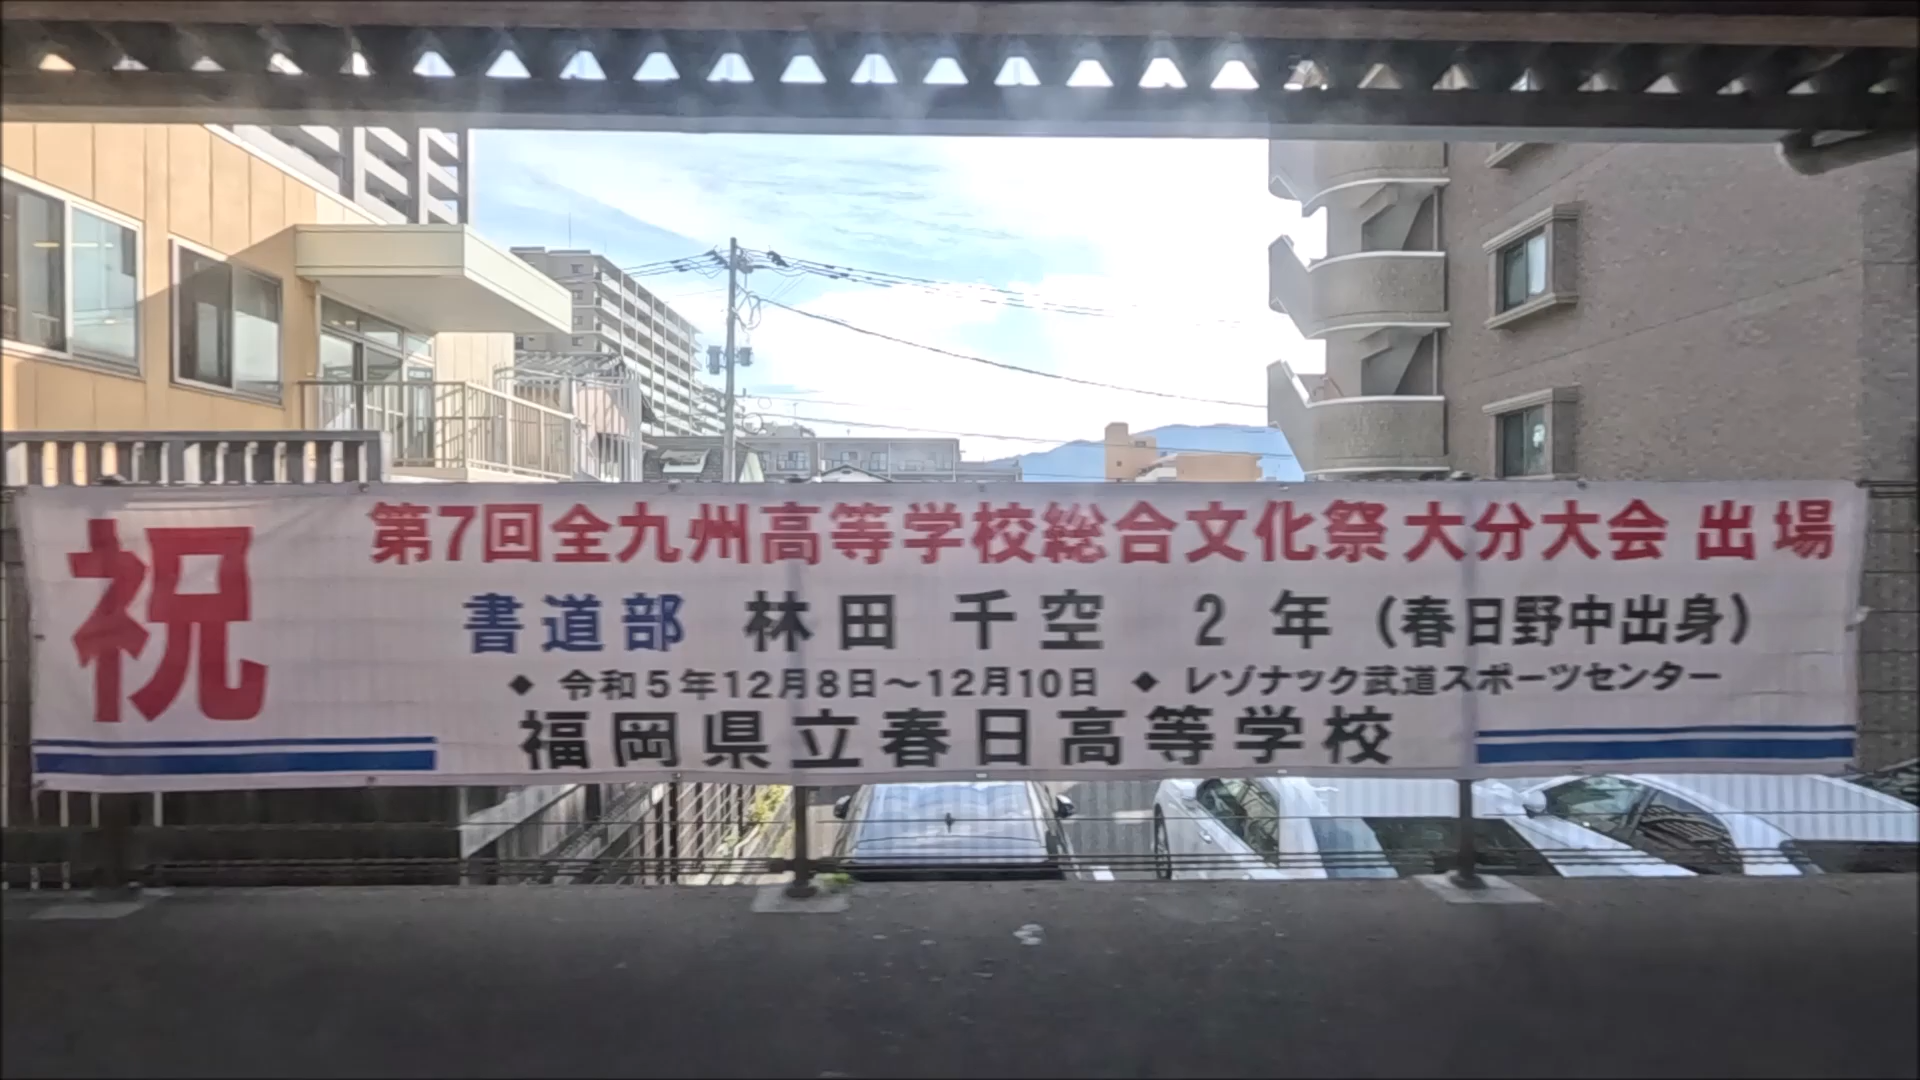 祝
第7回全九州高等学校総合文化祭大分大会 出場
書道部 林田 千空 2年 (春日野中出身)
◆ 令和5年12月8日～12月10日 ◆ レゾナック武道スポーツセンター
福岡県立春日高等学校